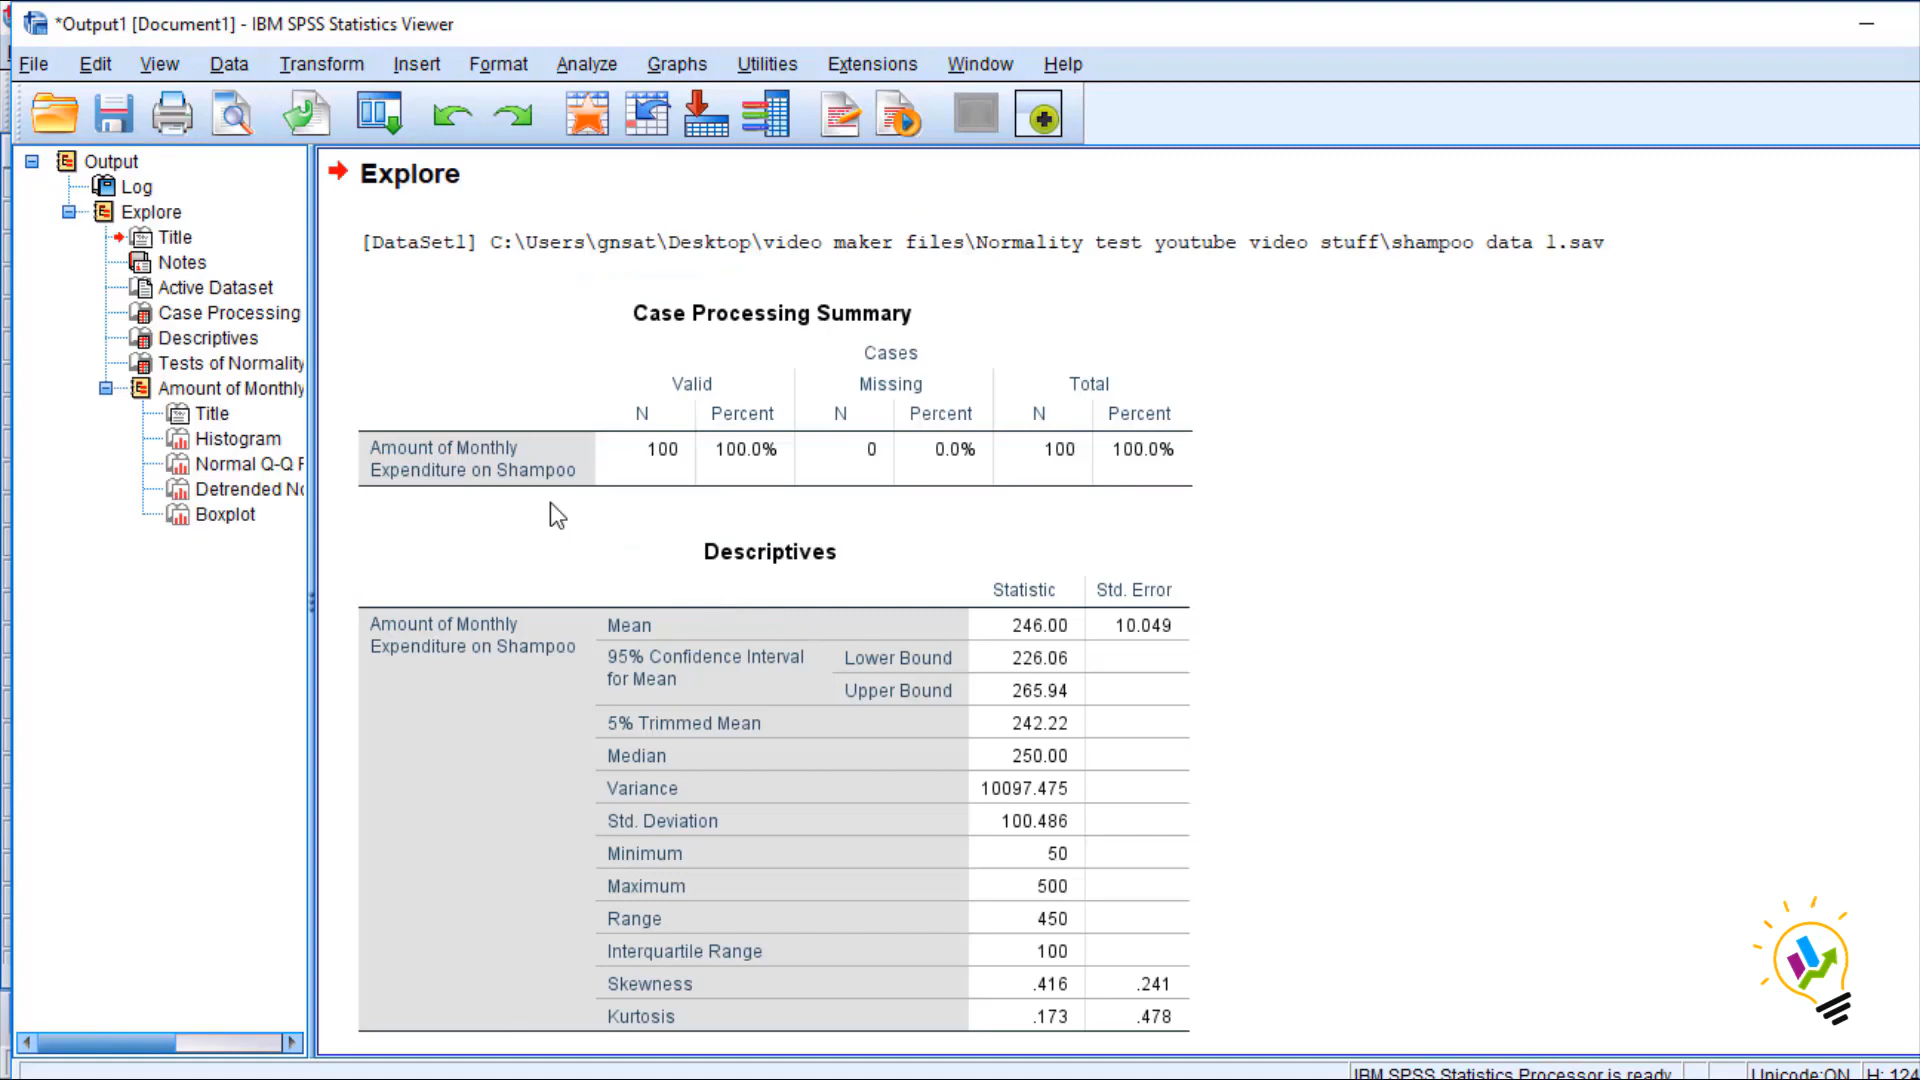 *Output1 [Document1] - IBM SPSS Statistics Viewer
File Edit View Data Transform Insert Format Analyze Graphs Utilities Extensions Window Help
Output
Log
Explore
Title
Notes
Active Dataset
Case Processing
Descriptives
Tests of Normality
Amount of Monthly
Title
Histogram
Normal Q-Q P
Detrended No
Boxplot
Explore
[DataSet1] C:\Users\gnsat\Desktop\video maker files\Normality test youtube video stuff\shampoo data 1.sav
Case Processing Summary
Cases
Valid Missing Total
N Percent N Percent N Percent
Amount of Monthly
Expenditure on Shampoo
100 100.0% 0 0.0% 100 100.0%
Descriptives
Statistic Std. Error
Amount of Monthly
Expenditure on Shampoo
Mean 246.00 10.049
95% Confidence Interval
for Mean
Lower Bound 226.06
Upper Bound 265.94
5% Trimmed Mean 242.22
Median 250.00
Variance 10097.475
Std. Deviation 100.486
Minimum 50
Maximum 500
Range 450
Interquartile Range 100
Skewness .416 .241
Kurtosis .173 .478
IBM SPSS Statistics Processor is ready Unicode:ON H: 124